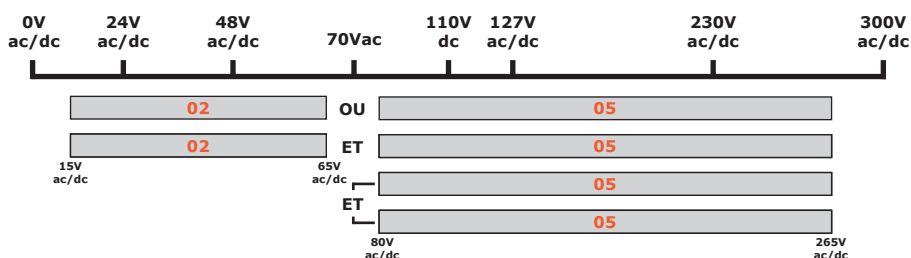 0V 24V 48V 70Vac 110V 127V 230V 300V
ac/dc ac/dc ac/dc dc ac/dc ac/dc ac/dc
02 OU 05
02 ET 05
15V 65V
ac/dc ac/dc
05
ET
05
80V 265V
ac/dc ac/dc